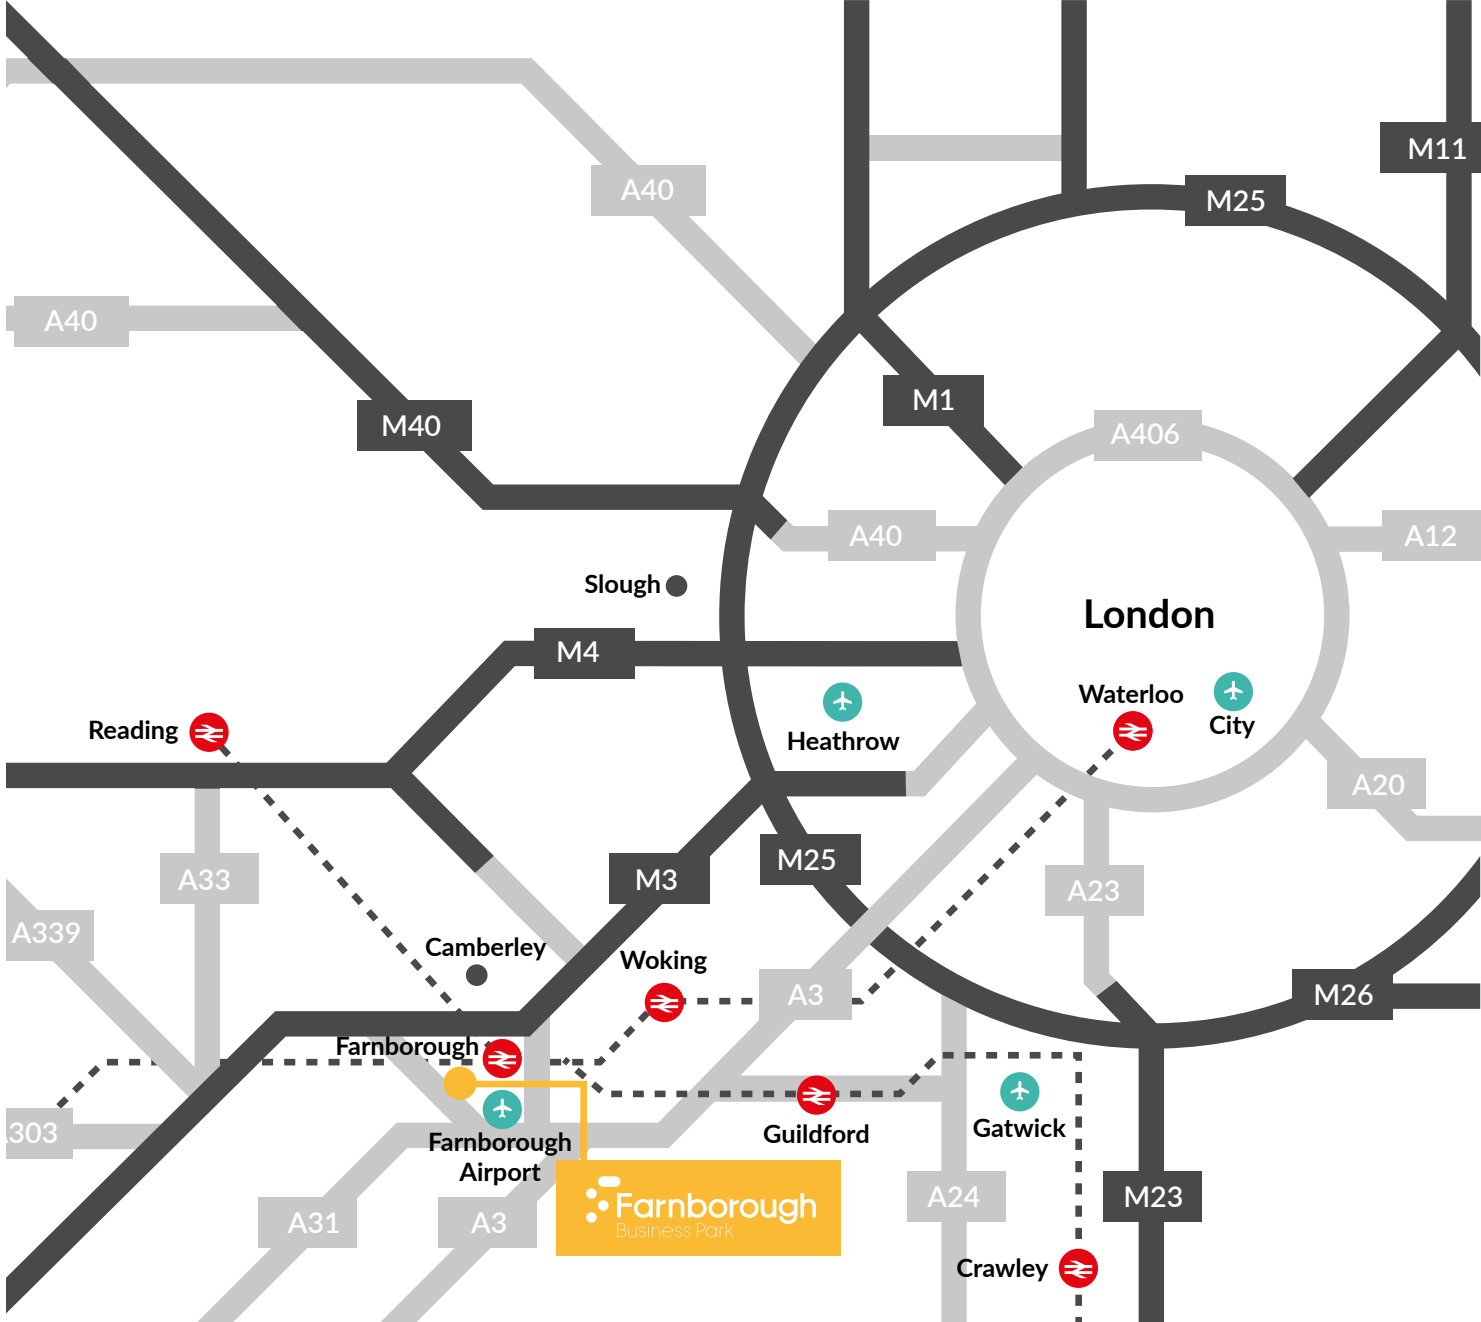 M11
A40
M25
A40
M1
M40
A406
A40
A12
Slough
London
M4
Waterloo
Reading
City
Heathrow
A20
M25
A33
M3
A23
A339
Camberley
Woking
A3
M26
Farnborough
Guildford
Gatwick
303
Farnborough
Airport
A24
M23
Farnborough
Business Park
A31
A3
Crawley